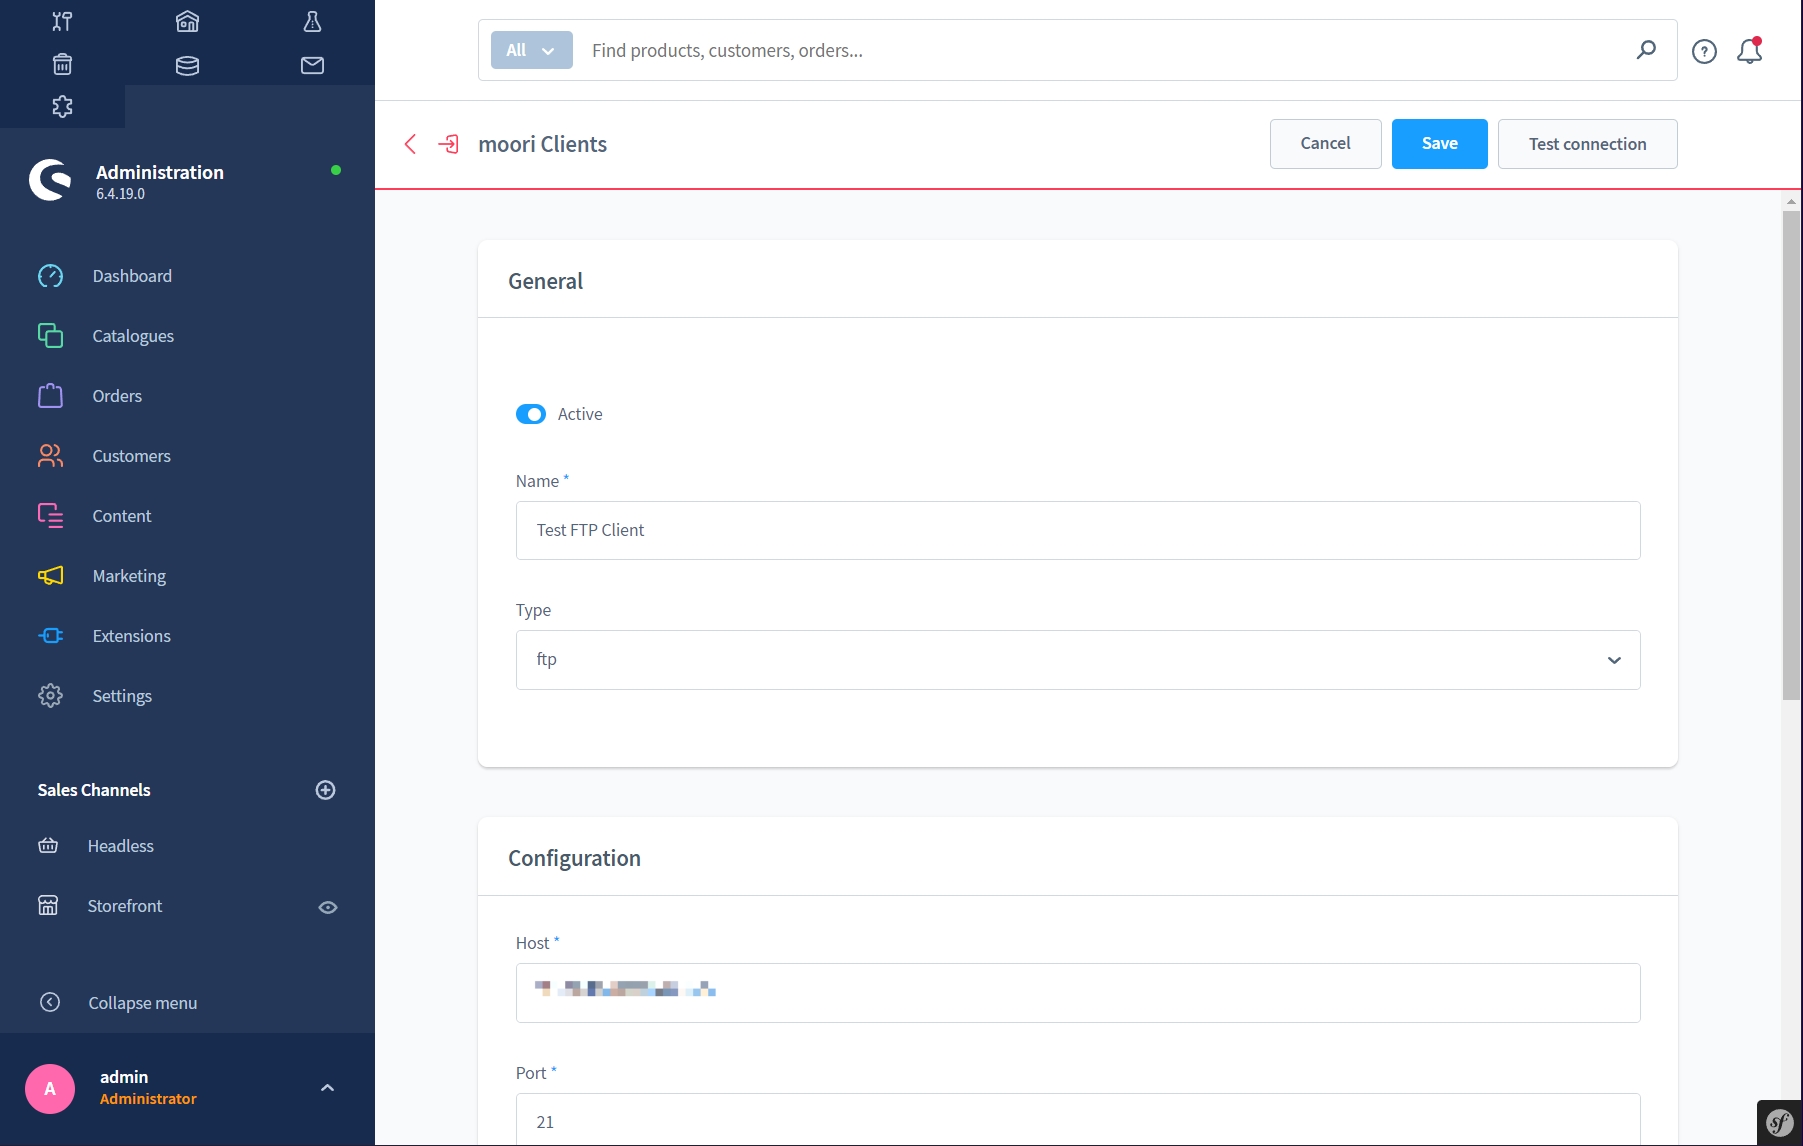 All
Find products, customers, orders...
moori Clients
Cancel
Save
Test connection
Administration
6.4.19.0
Dashboard
Catalogues
Orders
Customers
Content
Marketing
Extensions
Settings
Sales Channels
Headless
Storefront
Collapse menu
A
admin
Administrator
General
Active
Name *
Test FTP Client
Type
ftp
Configuration
Host *
Port *
21
sf